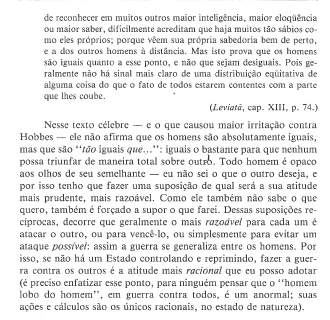 de reconhecer em muitos outros maior inteligência, maior eloqüência
ou maior saber, dificilmente acreditam que haja muitos tão sábios co-
mo eles próprios; porque vêem sua própria sabedoria bem de perto,
e a dos outros homens à distância. Mas isto prova que os homens
são iguais quanto a esse ponto, e não que sejam desiguais. Pois ge-
ralmente não há sinal mais claro de uma distribuição eqüitativa de
alguma coisa do que o fato de todos estarem contentes com a parte
que lhes coube.
(Leviatã, cap. XIII, p. 74.)
Nesse texto célebre — e o que causou maior irritação contra
Hobbes — ele não afirma que os homens são absolutamente iguais,
mas que são "tão iguais que...": iguais o bastante para que nenhum
possa triunfar de maneira total sobre outro. Todo homem é opaco
aos olhos de seu semelhante — eu não sei o que o outro deseja, e
por isso tenho que fazer uma suposição de qual será a sua atitude
mais prudente, mais razoável. Como ele também não sabe o que
quero, também é forçado a supor o que farei. Dessas suposições re-
cíprocas, decorre que geralmente o mais razoável para cada um é
atacar o outro, ou para vencê-lo, ou simplesmente para evitar um
ataque possível: assim a guerra se generaliza entre os homens. Por
isso, se não há um Estado controlando e reprimindo, fazer a guer-
ra contra os outros é a atitude mais racional que eu posso adotar
(é preciso enfatizar esse ponto, para ninguém pensar que o "homem
lobo do homem", em guerra contra todos, é um anormal; suas
ações e cálculos são os únicos racionais, no estado de natureza).